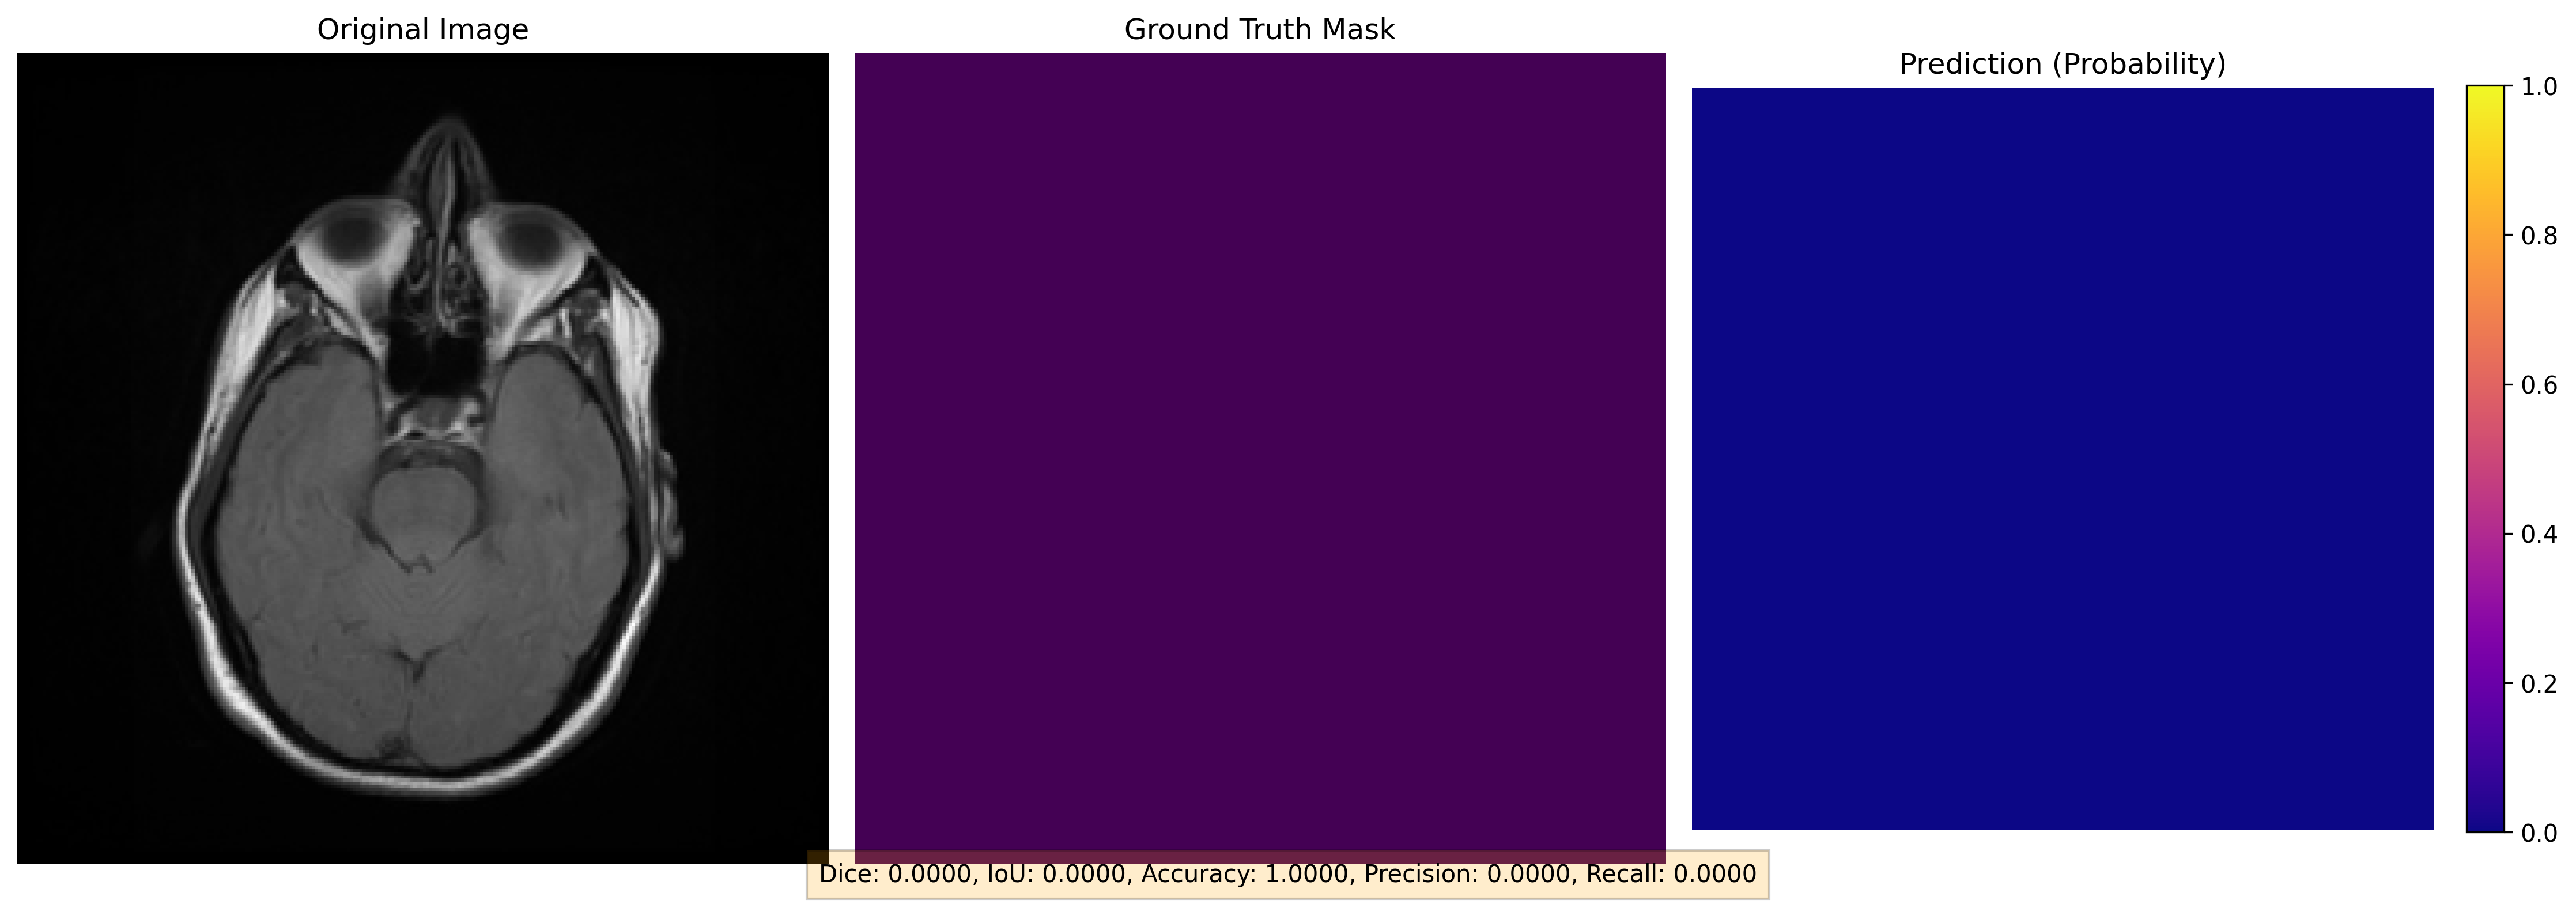 Original Image
Ground Truth Mask
Prediction (Probability)
1.0
0.8
0.6
0.4
0.2
0.0
Dice: 0.0000, IoU: 0.0000, Accuracy: 1.0000, Precision: 0.0000, Recall: 0.0000